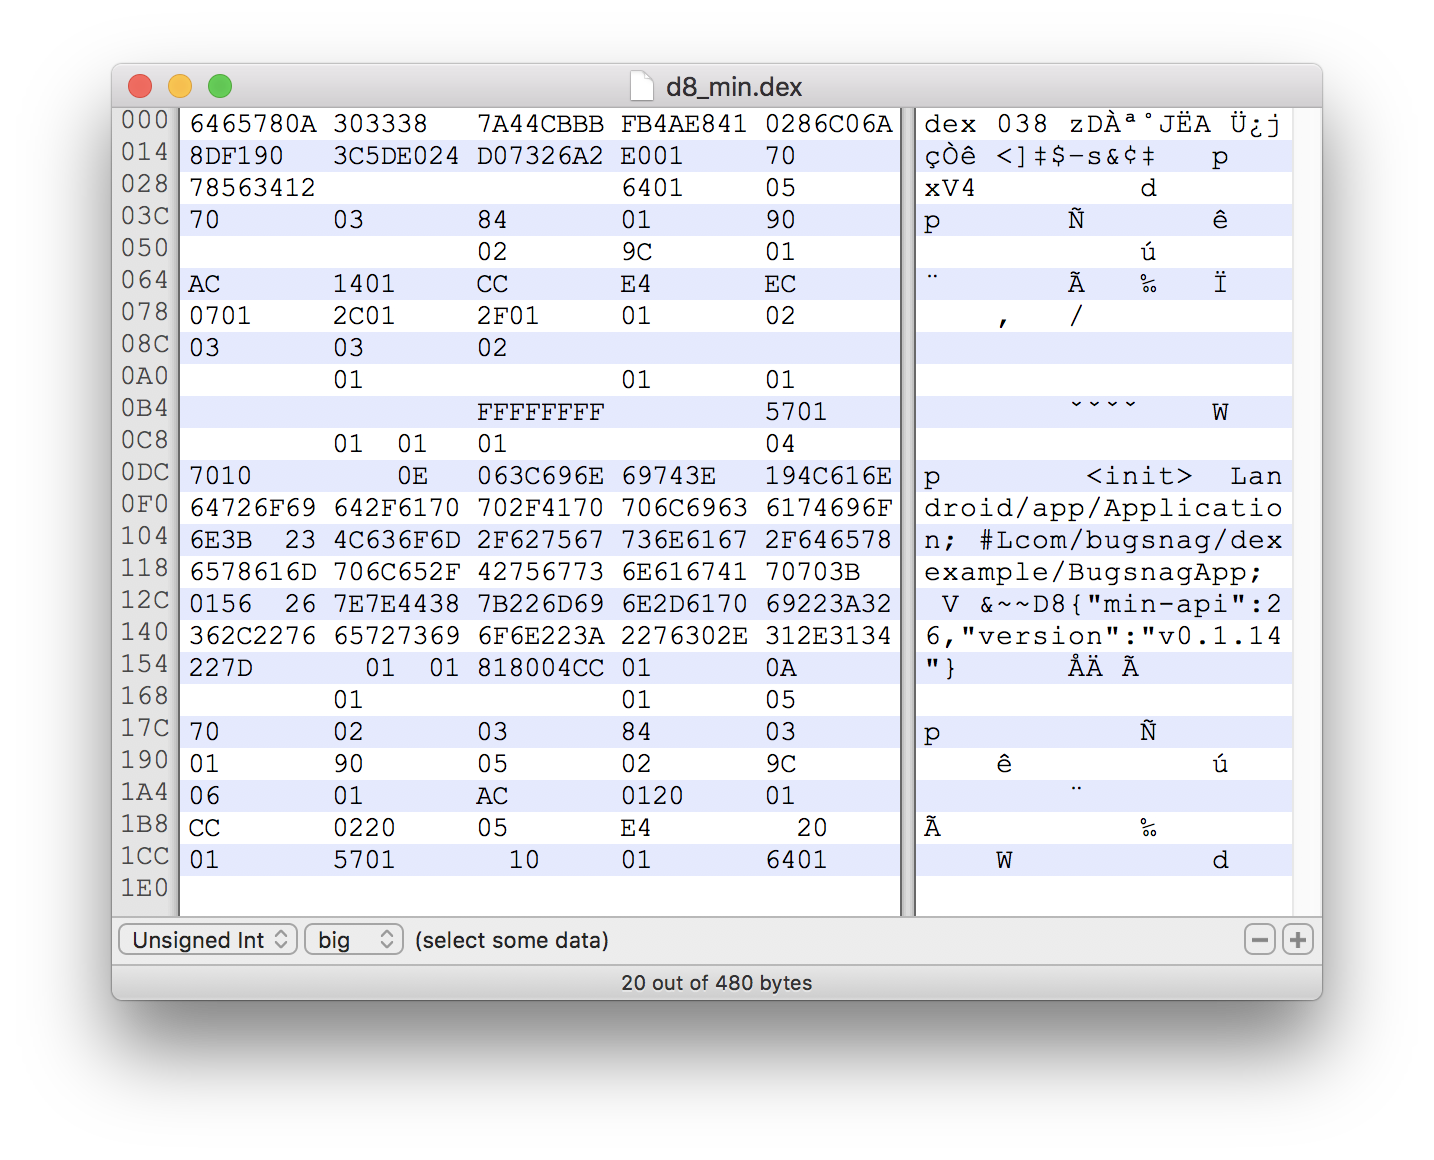 d8_min.dex
000 6465780A 303338 7A44CBBB FB4AE841 0286C06A dex 038 zDÀª˚JËA Ü¿j
014 8DF190 3C5DE024 D07326A2 E001 70 çÒê <]‡$–s&¢‡ p
028 78563412 6401 05 xV4 d
03C 70 03 84 01 90 p Ñ ê
050 02 9C 01 ú
064 AC 1401 CC E4 EC ¨ Ã ‰ Ï
078 0701 2C01 2F01 01 02 , /
08C 03 03 02
0A0 01 01 01
0B4 FFFFFFFF 5701 ˇˇˇˇ W
0C8 01 01 01 04
0DC 7010 0E 063C696E 69743E 194C616E p <init> Lan
0F0 64726F69 642F6170 702F4170 706C6963 6174696F droid/app/Applicatio
104 6E3B 23 4C636F6D 2F627567 736E6167 2F646578 n; #Lcom/bugsnag/dex
118 6578616D 706C652F 42756773 6E616741 70703B example/BugsnagApp;
12C 0156 26 7E7E4438 7B226D69 6E2D6170 69223A32 V &~~D8{"min-api":2
140 362C2276 65727369 6F6E223A 2276302E 312E3134 6,"version":"v0.1.14
154 227D 01 01 818004CC 01 0A "} ÅÄ Ã
168 01 01 05
17C 70 02 03 84 03 p Ñ
190 01 90 05 02 9C ê ú
1A4 06 01 AC 0120 01 ¨
1B8 CC 0220 05 E4 20 Ã ‰
1CC 01 5701 10 01 6401 W d
1E0
Unsigned Int big (select some data)
20 out of 480 bytes